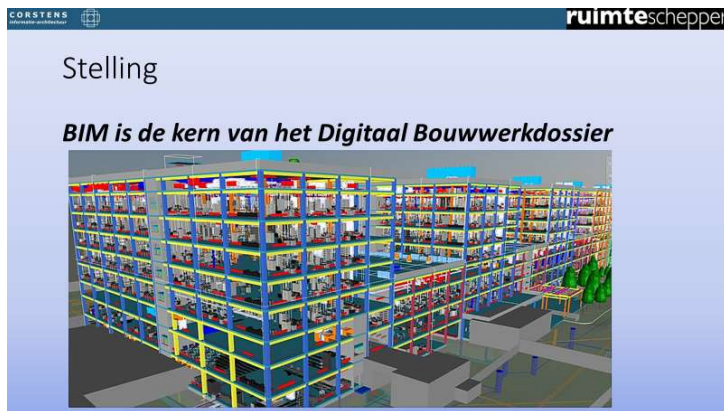 CORSTENS
informatie-architectuur
ruimteschepper
Stelling
BIM is de kern van het Digitaal Bouwwerkdossier